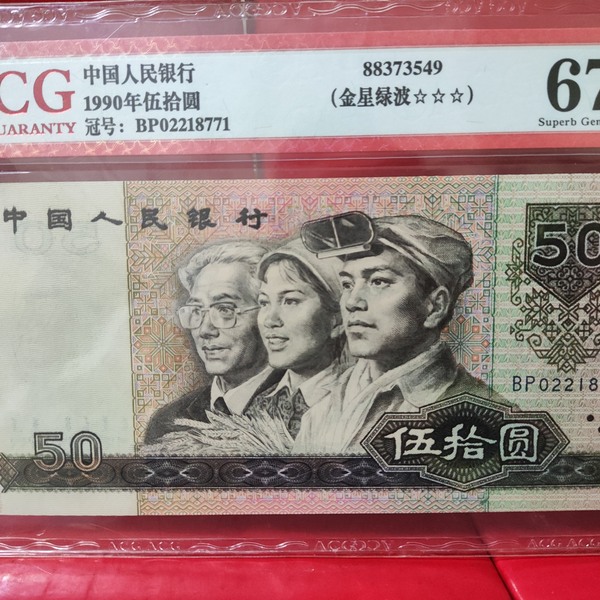 CG
UARANTY
中国人民银行
1990年伍拾圆
冠号：BP02218771
88373549
（金星绿波☆☆☆）
67
Superb Gem
中国人民银行
50
BP02218
50
伍拾圆